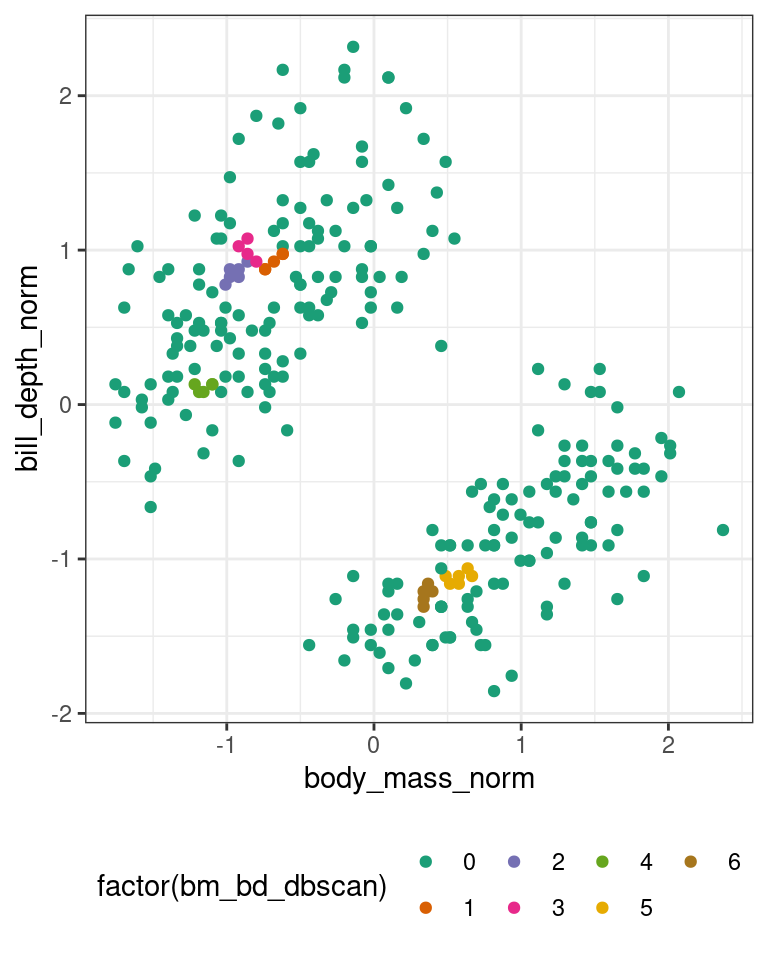 2
1
0
-1
-2
bill_depth_norm
-1 0 1 2
body_mass_norm
factor(bm_bd_dbscan)
0 2 4 6
1 3 5